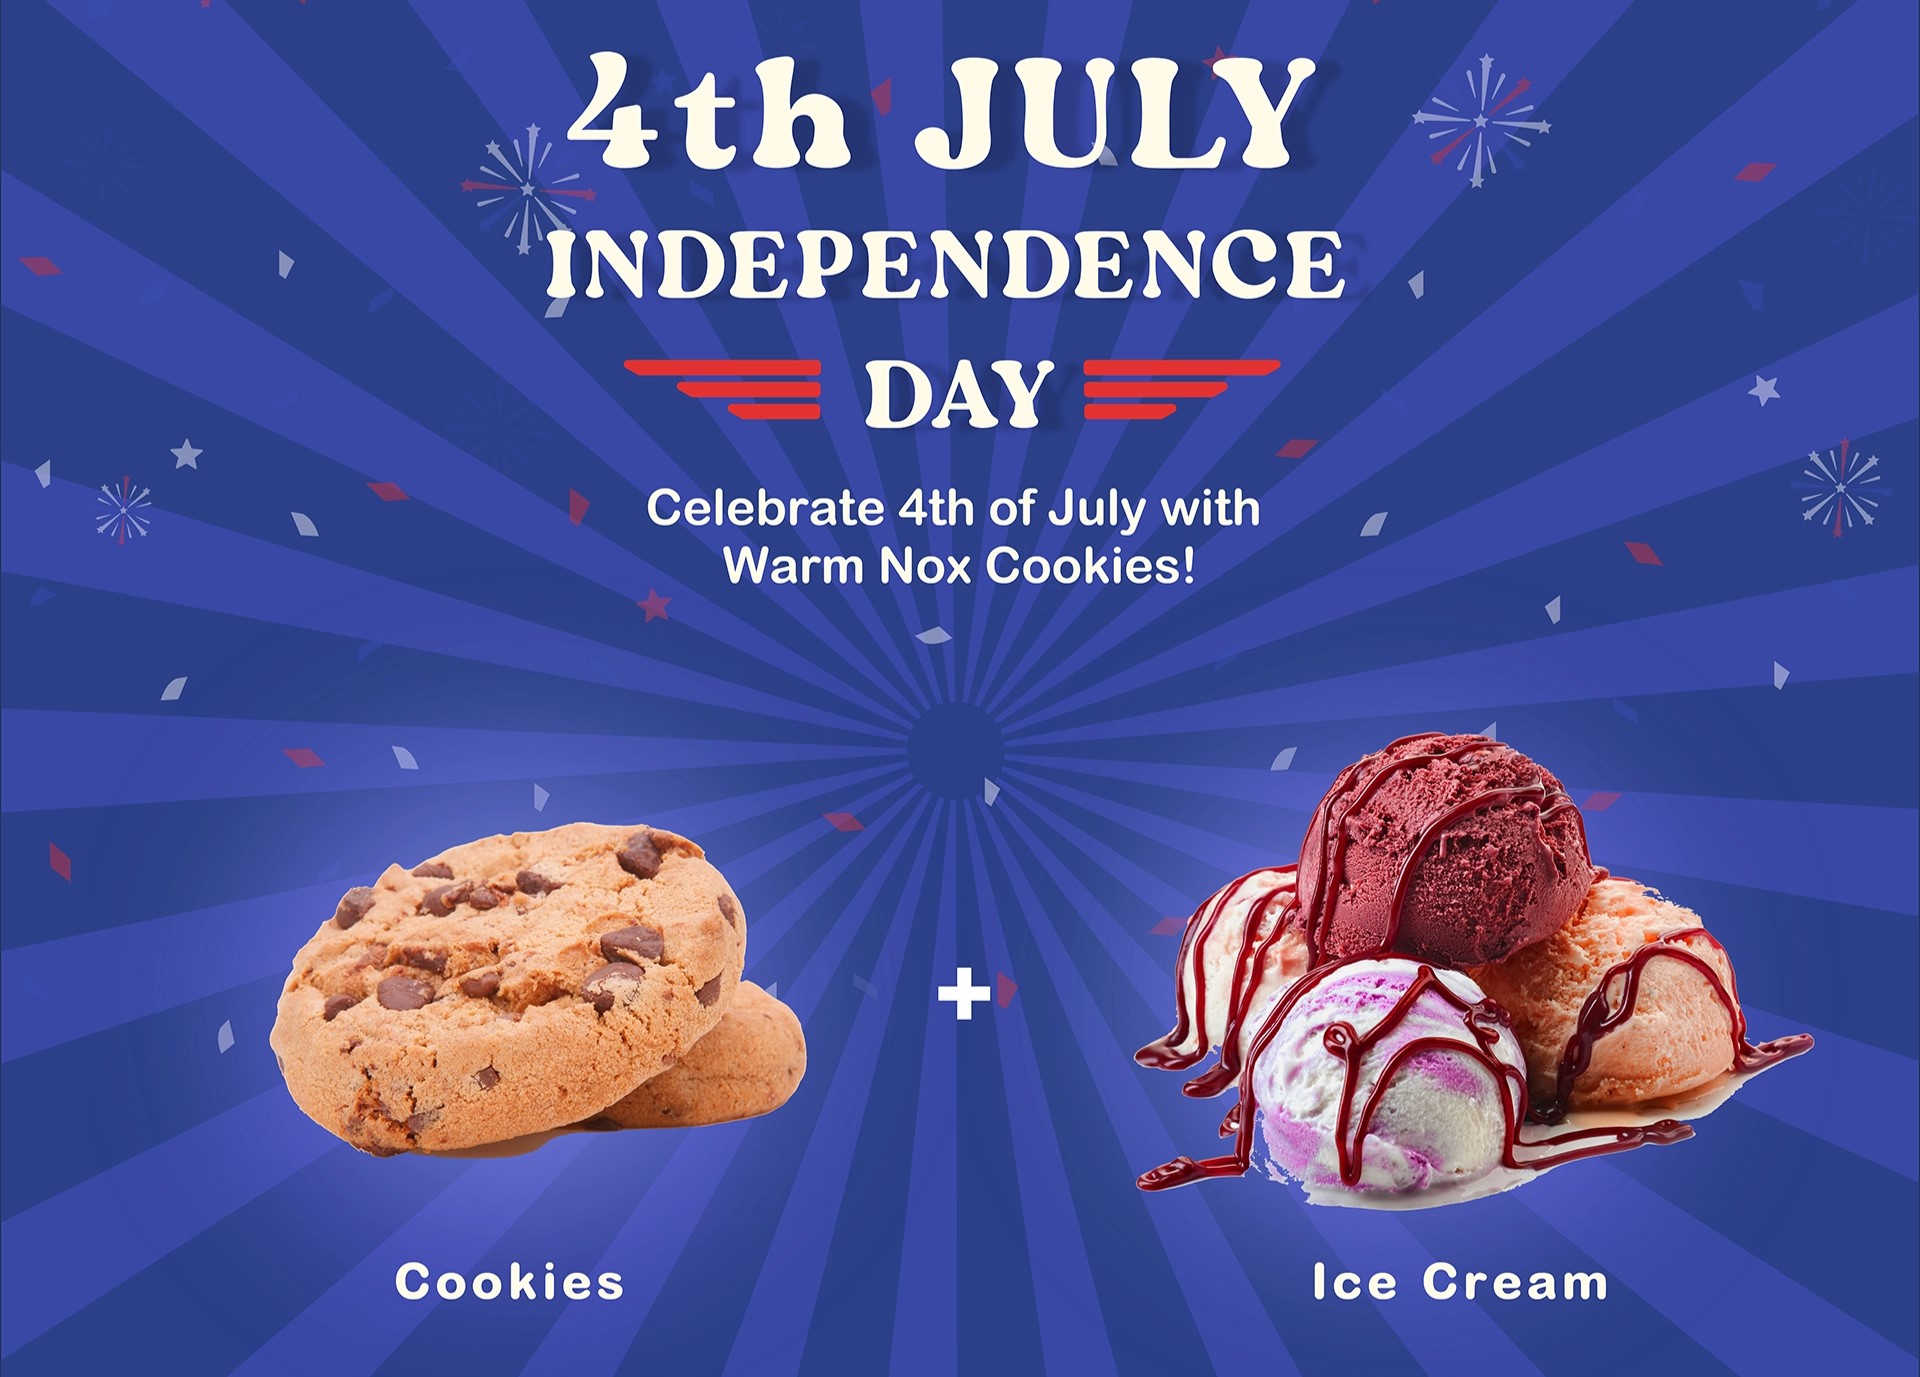 4th JULY
INDEPENDENCE
DAY
Celebrate 4th of July with
Warm Nox Cookies!
+
Cookies
Ice Cream